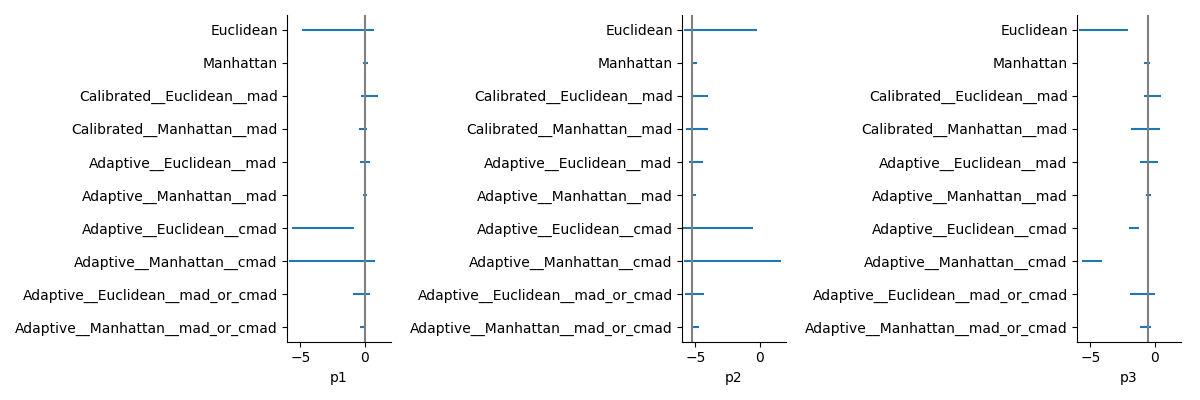 Euclidean
Manhattan
Calibrated__Euclidean__mad
Calibrated__Manhattan__mad
Adaptive__Euclidean__mad
Adaptive__Manhattan__mad
Adaptive__Euclidean__cmad
Adaptive__Manhattan__cmad
Adaptive__Euclidean__mad_or_cmad
Adaptive__Manhattan__mad_or_cmad
−5 0
p1
Euclidean
Manhattan
Calibrated__Euclidean__mad
Calibrated__Manhattan__mad
Adaptive__Euclidean__mad
Adaptive__Manhattan__mad
Adaptive__Euclidean__cmad
Adaptive__Manhattan__cmad
Adaptive__Euclidean__mad_or_cmad
Adaptive__Manhattan__mad_or_cmad
−5 0
p2
Euclidean
Manhattan
Calibrated__Euclidean__mad
Calibrated__Manhattan__mad
Adaptive__Euclidean__mad
Adaptive__Manhattan__mad
Adaptive__Euclidean__cmad
Adaptive__Manhattan__cmad
Adaptive__Euclidean__mad_or_cmad
Adaptive__Manhattan__mad_or_cmad
−5 0
p3